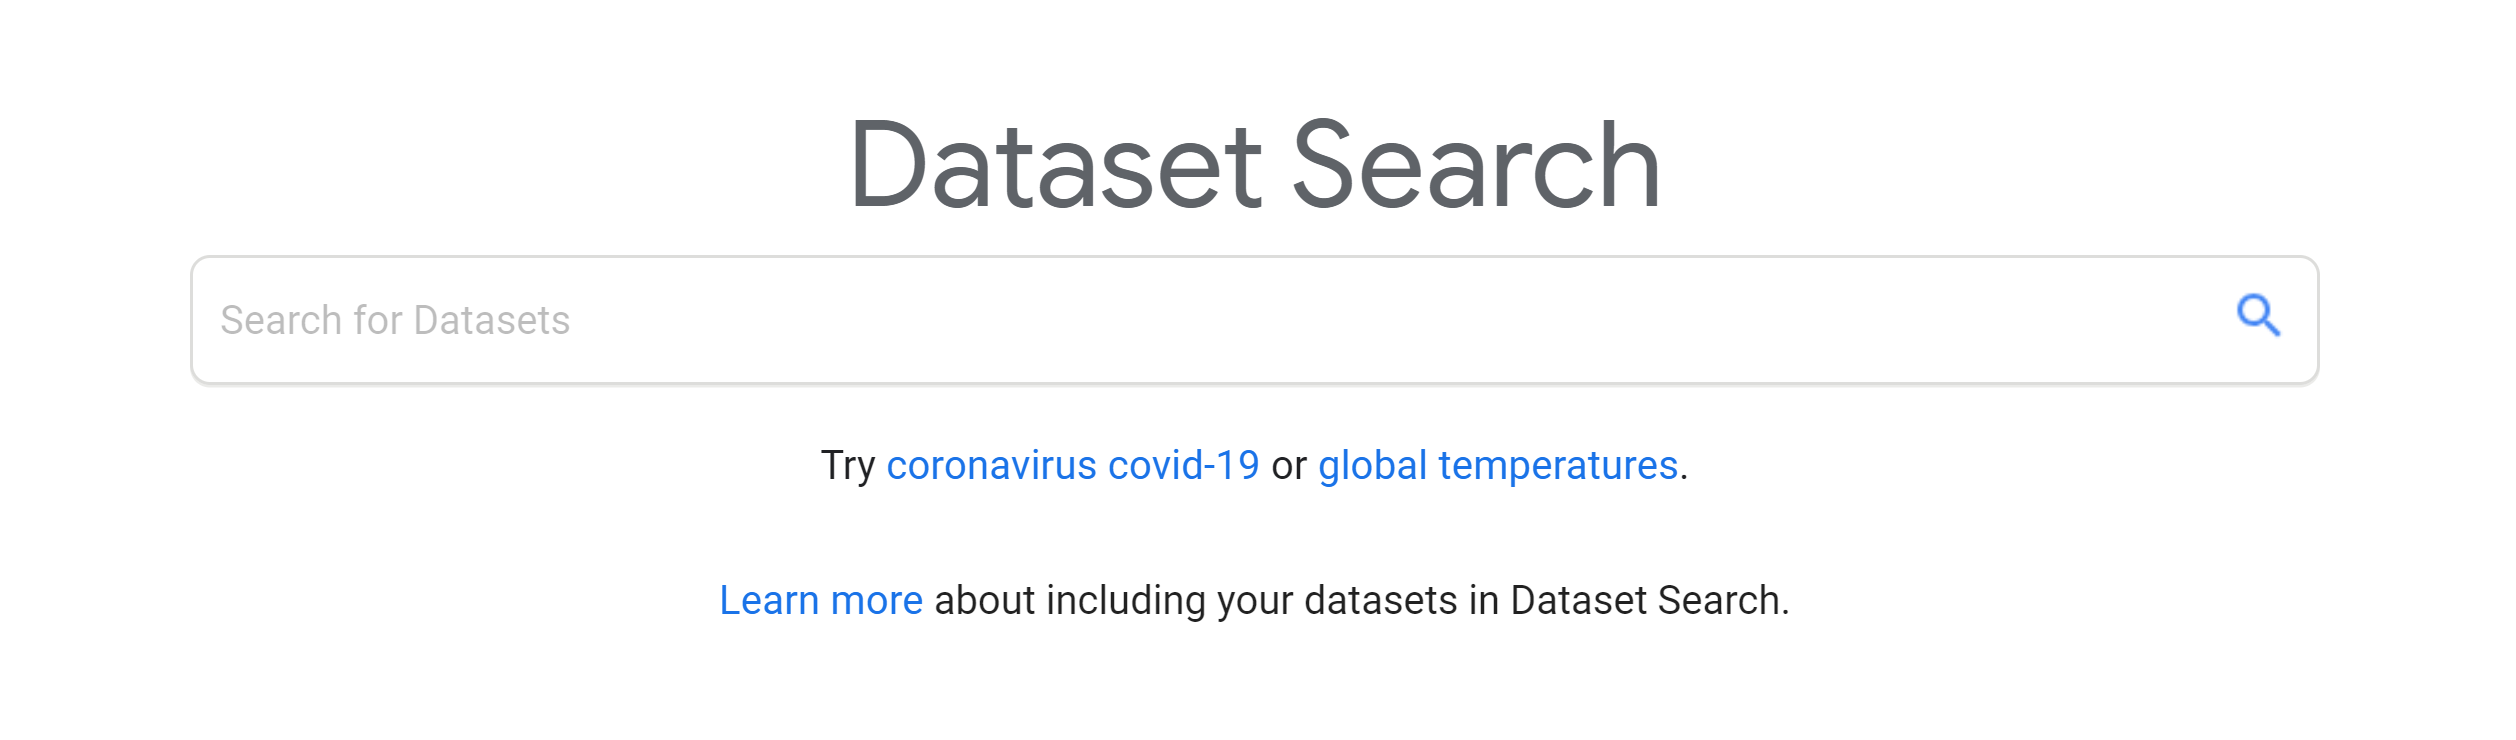 Dataset Search
Search for Datasets
Try coronavirus covid-19 or global temperatures.
Learn more about including your datasets in Dataset Search.